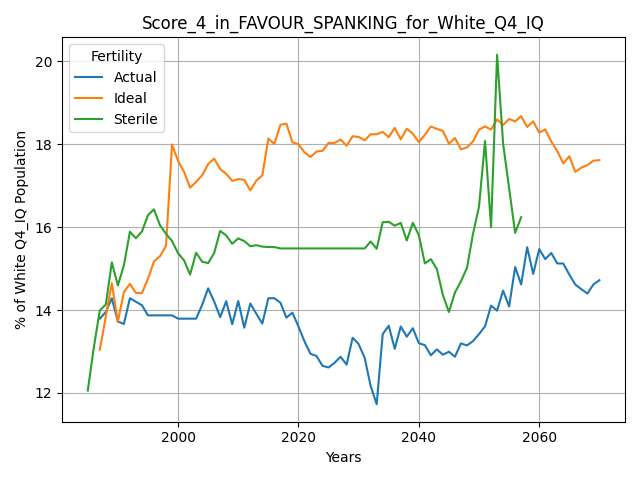 Score_4_in_FAVOUR_SPANKING_for_White_Q4_IQ
Fertility
Actual
Ideal
Sterile
% of White Q4_IQ Population
20
18
16
14
12
2000
2020
2040
2060
Years